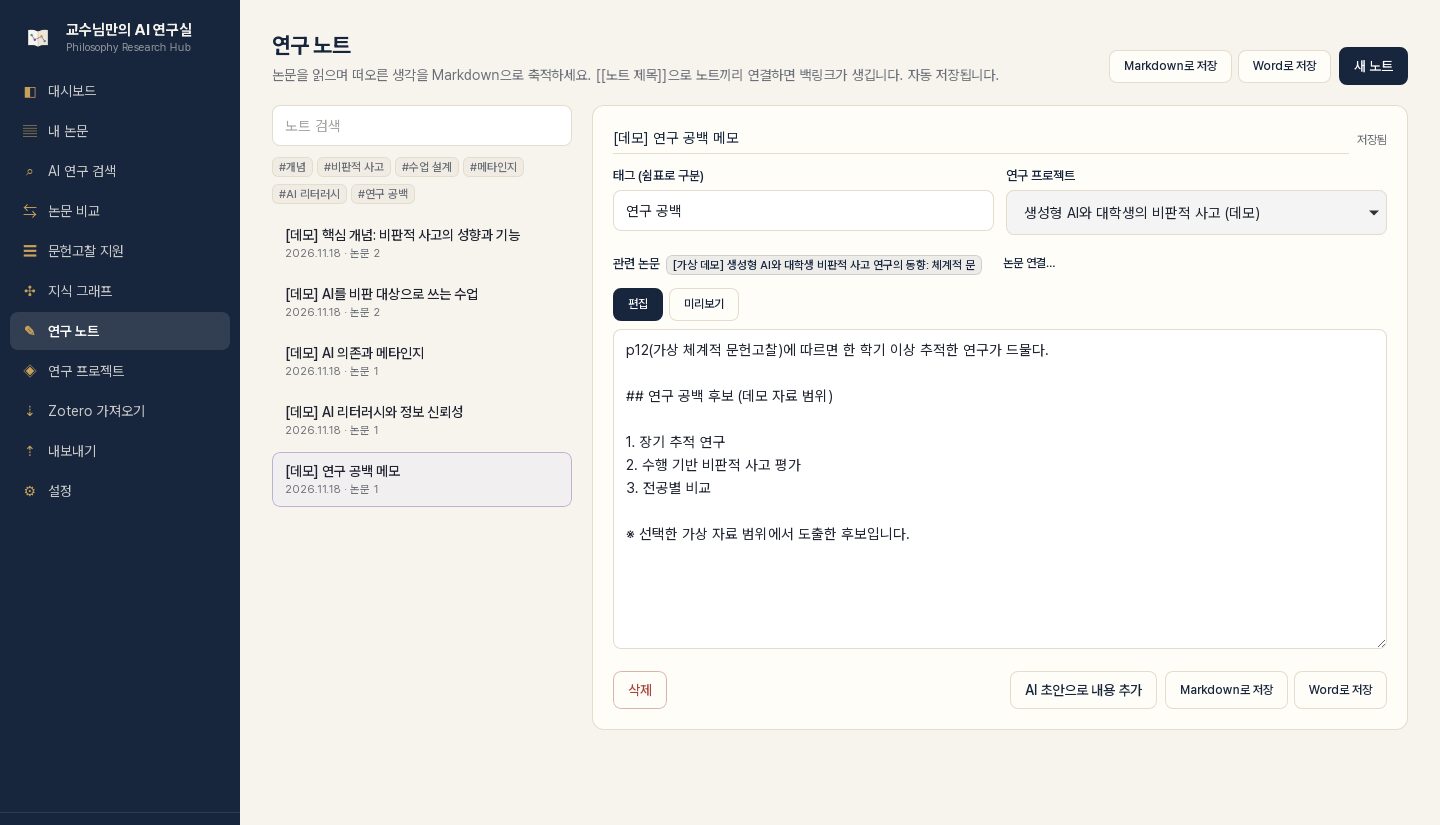 교수님만의 AI 연구실
Philosophy Research Hub
대시보드
내 논문
AI 연구 검색
논문 비교
문헌고찰 지원
지식 그래프
연구 노트
연구 프로젝트
Zotero 가져오기
내보내기
설정
연구 노트
논문을 읽으며 떠오른 생각을 Markdown으로 축적하세요. [[노트 제목]]으로 노트끼리 연결하면 백링크가 생깁니다. 자동 저장됩니다.
Markdown로 저장
Word로 저장
새 노트
노트 검색
#개념 #비판적 사고 #수업 설계 #메타인지
#AI 리터러시 #연구 공백
[데모] 핵심 개념: 비판적 사고의 성향과 기능
2026.11.18 · 논문 2
[데모] AI를 비판 대상으로 쓰는 수업
2026.11.18 · 논문 2
[데모] AI 의존과 메타인지
2026.11.18 · 논문 1
[데모] AI 리터러시와 정보 신뢰성
2026.11.18 · 논문 1
[데모] 연구 공백 메모
2026.11.18 · 논문 1
[데모] 연구 공백 메모
저장됨
태그 (쉼표로 구분)
연구 공백
연구 프로젝트
생성형 AI와 대학생의 비판적 사고 (데모)
관련 논문 [가상 데모] 생성형 AI와 대학생 비판적 사고 연구의 동향: 체계적 문 논문 연결...
편집 미리보기
p12(가상 체계적 문헌고찰)에 따르면 한 학기 이상 추적한 연구가 드물다.
## 연구 공백 후보 (데모 자료 범위)
1. 장기 추적 연구
2. 수행 기반 비판적 사고 평가
3. 전공별 비교
※ 선택한 가상 자료 범위에서 도출한 후보입니다.
삭제
AI 초안으로 내용 추가
Markdown로 저장
Word로 저장